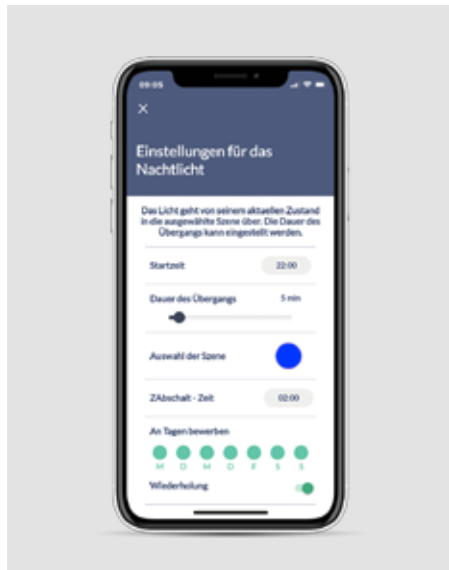 09:05
Einstellungen für das
Nachtlicht
Das Licht geht von seinem aktuellen Zustand
in die ausgewählte Szene über. Die Dauer des
Übergangs kann eingestellt werden.
Startzeit 22:00
Dauer des Übergangs 5 min
Auswahl der Szene
ZAbschalt - Zeit 02:00
An Tagen bewerben
M D M D F S S
Wiederholung